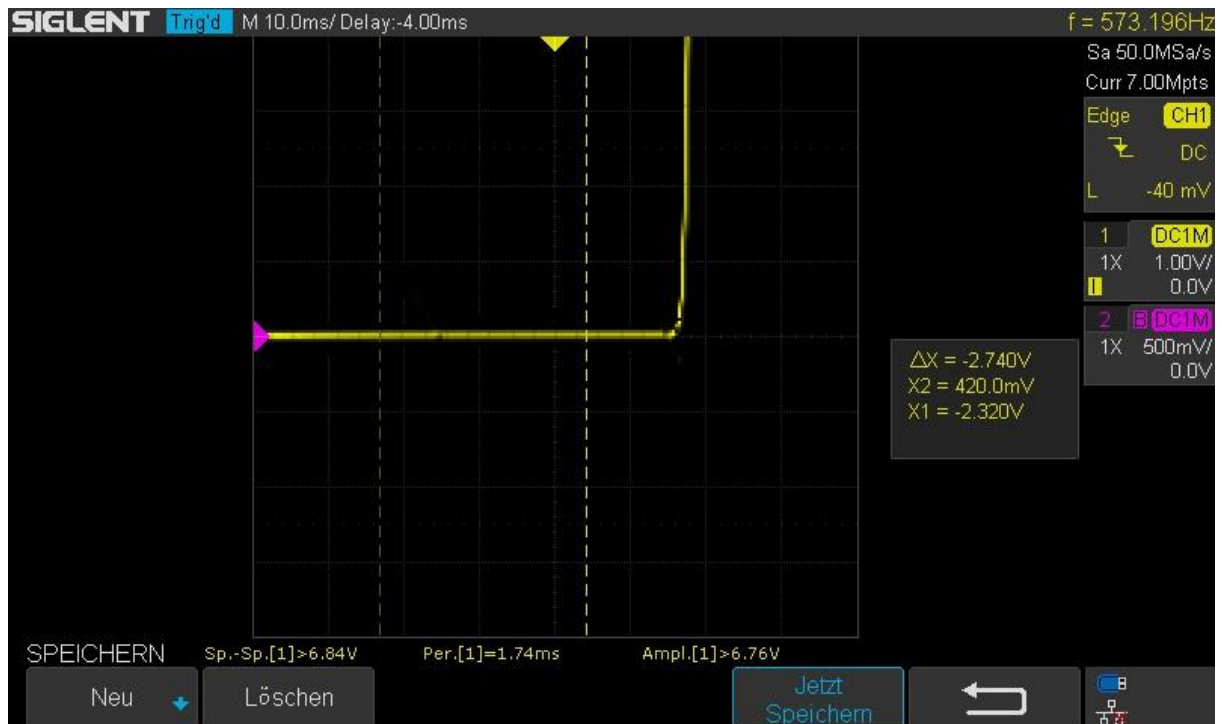 SIGLENT Trig'd M 10.0ms/ Delay:-4.00ms f = 573.196Hz
Sa 50.0MSa/s
Curr 7.00Mpts
Edge CH1
DC
L -40 mV
1 DC1M
1X 1.00V/
I 0.0V
2 B DC1M
1X 500mV/
0.0V
ΔX = -2.740V
X2 = 420.0mV
X1 = -2.320V
SPEICHERN Sp.-Sp.[1]>6.84V Per.[1]=1.74ms Ampl.[1]>6.76V
Neu Löschen Jetzt
Speichern